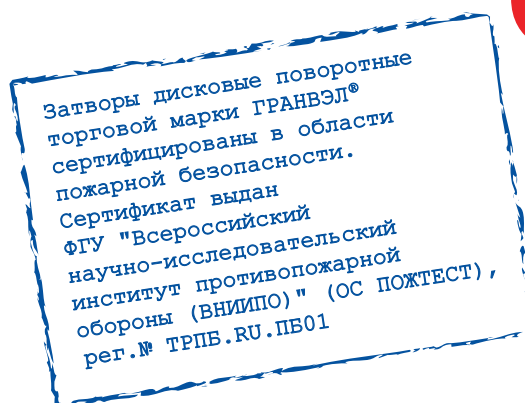 Затворы дисковые поворотные
торговой марки ГРАНВЭЛ®
сертифицированы в области
пожарной безопасности.
Сертификат выдан
ФГУ "Всероссийский
научно-исследовательский
институт противопожарной
обороны (ВНИИПО)" (ОС ПОЖТЕСТ),
рег.№ ТРПБ.RU.ПБ01